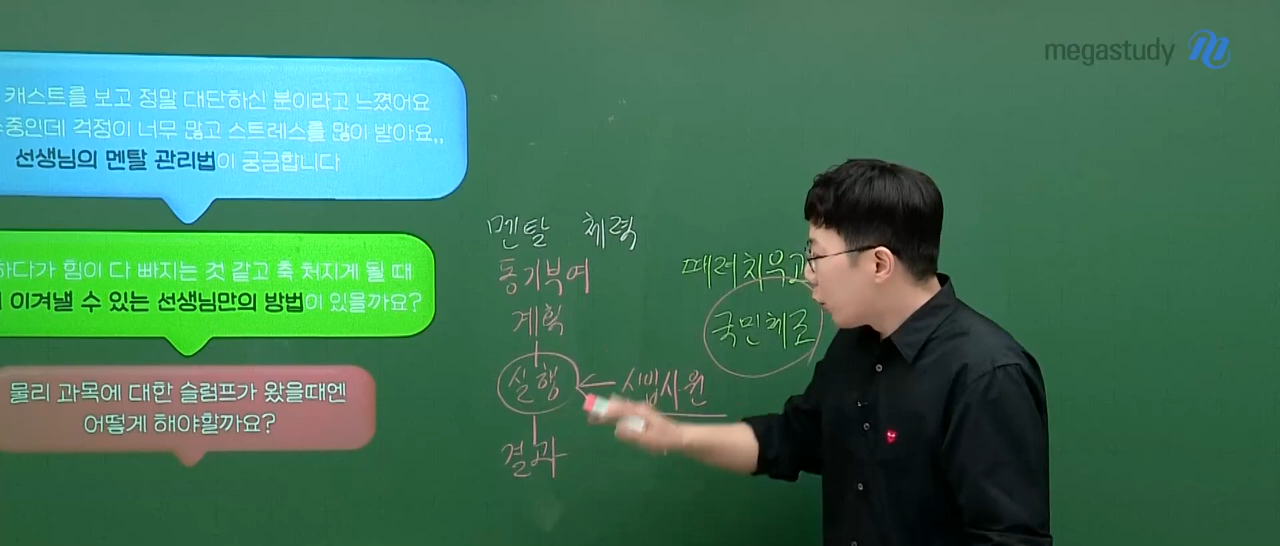 megastudy
캐스트를 보고 정말 대단하신 분이라고 느꼈어요
중인데 걱정이 너무 많고 스트레스를 많이 받아요..
선생님의 멘탈 관리법이 궁금합니다
하다가 힘이 다 빠지는 것 같고 축 처지게 될 때
이겨낼 수 있는 선생님만의 방법이 있을까요?
물리 과목에 대한 슬럼프가 왔을때엔
어떻게 해야할까요?
멘탈 체력
동기부여
계획
실행
결과
시발사원
때려치우고
국민체조